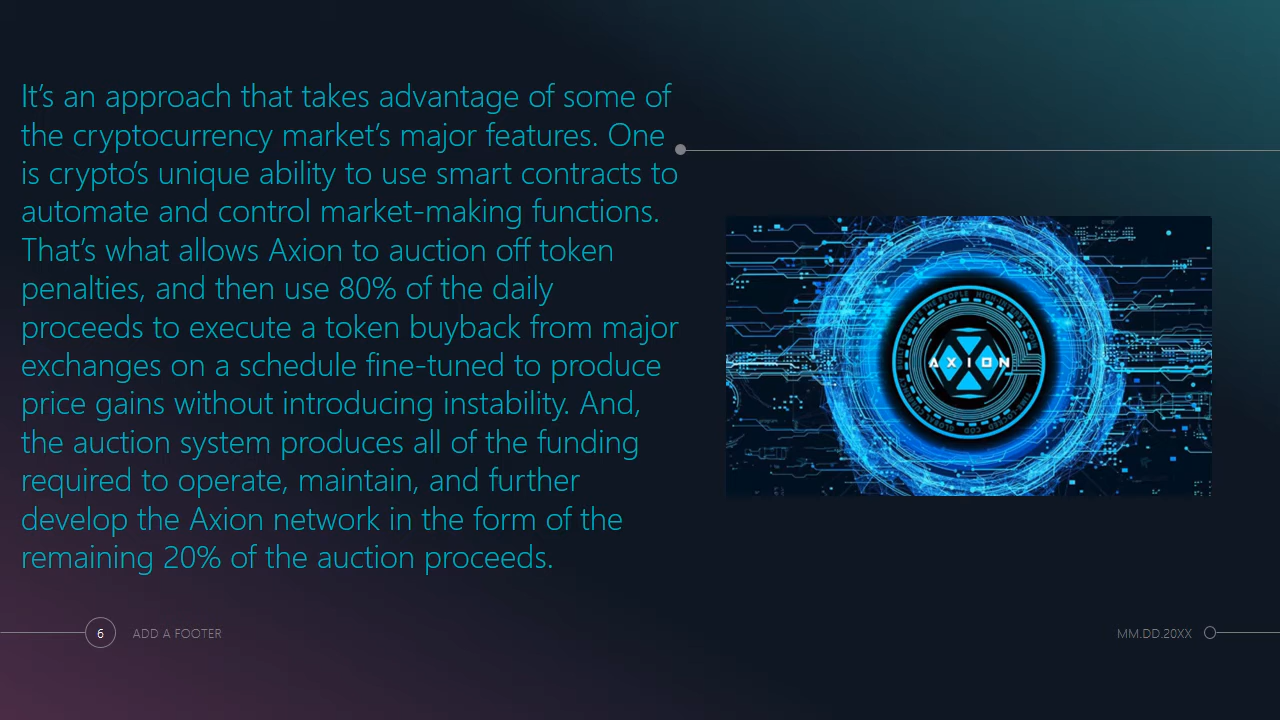 It's an approach that takes advantage of some of
the cryptocurrency market's major features. One
is crypto's unique ability to use smart contracts to
automate and control market-making functions.
That's what allows Axion to auction off token
penalties, and then use 80% of the daily
proceeds to execute a token buyback from major
exchanges on a schedule fine-tuned to produce
price gains without introducing instability. And,
the auction system produces all of the funding
required to operate, maintain, and further
develop the Axion network in the form of the
remaining 20% of the auction proceeds.
AXION
6
ADD A FOOTER
MM.DD.20XX